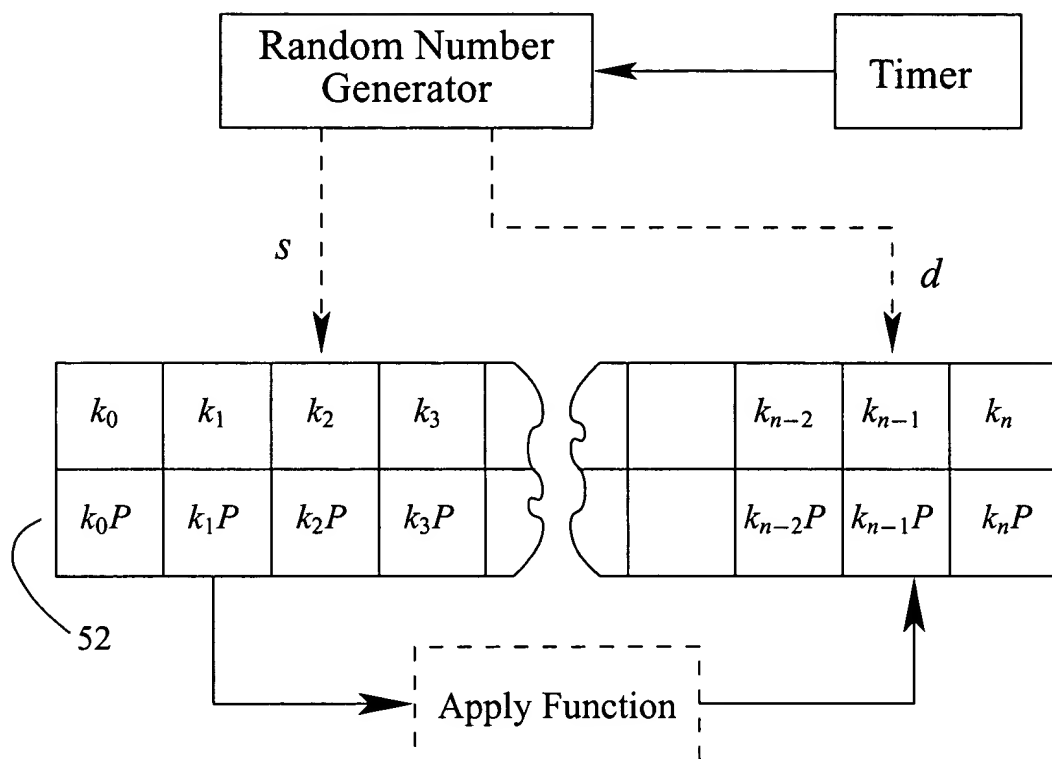 Random Number
Generator
Timer
s
d
k₀ k₁ k₂ k₃ kₙ₋₂ kₙ₋₁ kₙ
k₀P k₁P k₂P k₃P kₙ₋₂P kₙ₋₁P kₙP
52
Apply Function